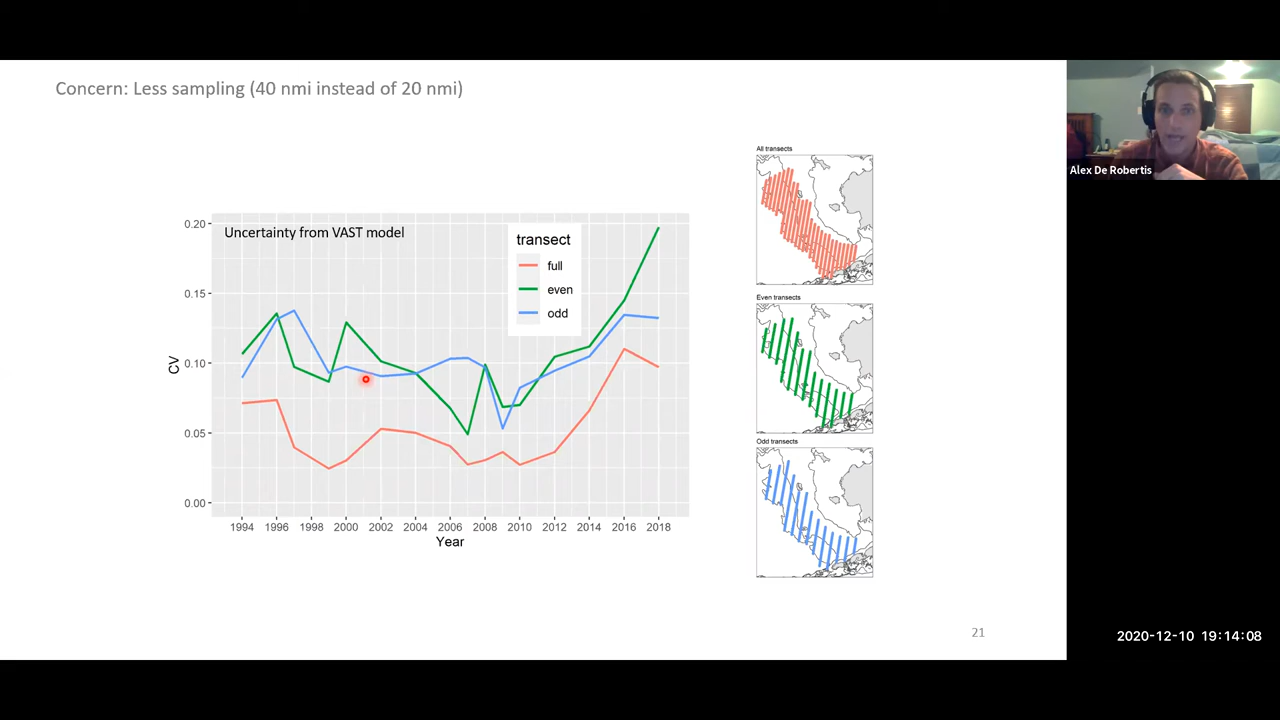 Concern: Less sampling (40 nmi instead of 20 nmi)
Alex De Robertis
All transects
Uncertainty from VAST model
transect
full
even
odd
0.20
0.15
0.10
0.05
0.00
CV
1994 1996 1998 2000 2002 2004 2006 2008 2010 2012 2014 2016 2018
Year
Even transects
Odd transects
21
2020-12-10 19:14:08